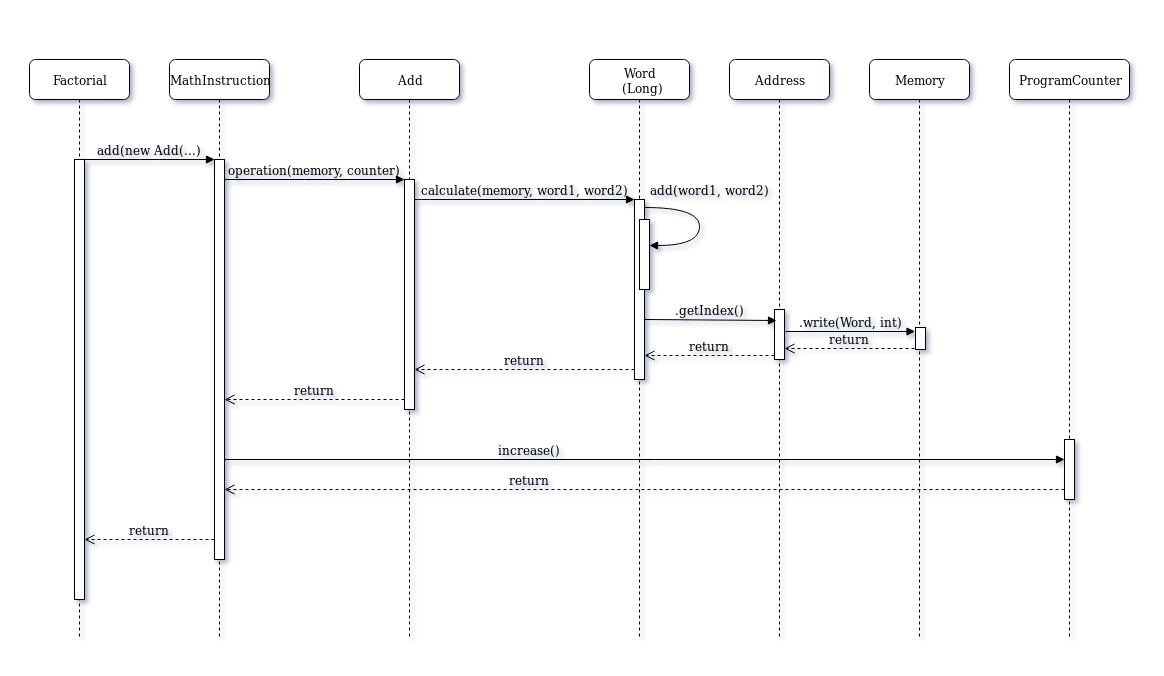 Factorial
MathInstruction
Add
Word
(Long)
Address
Memory
ProgramCounter
add(new Add(...)
operation(memory, counter)
calculate(memory, word1, word2)
add(word1, word2)
.getIndex()
.write(Word, int)
return
return
return
return
increase()
return
return